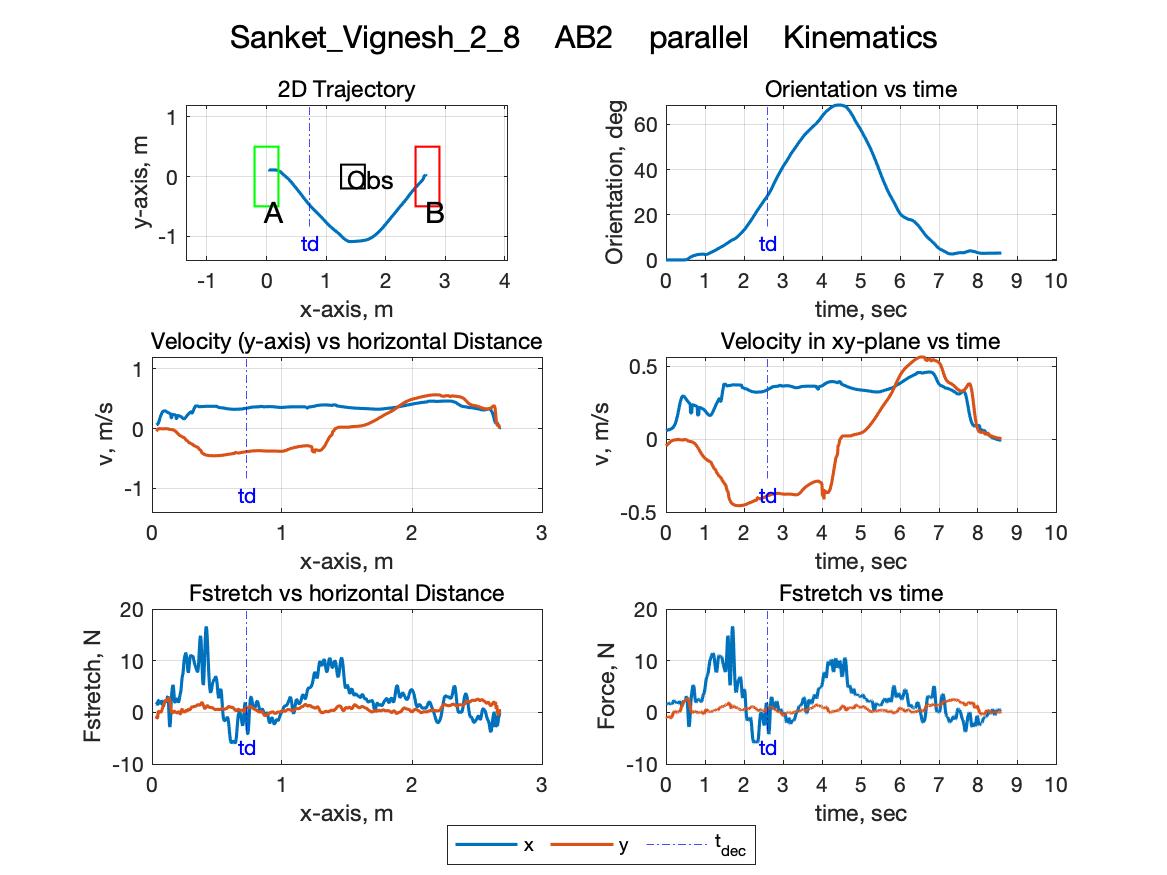 Sanket_Vignesh_2_8 AB2 parallel Kinematics
2D Trajectory
y-axis, m
1
0
-1
A
Obs
B
td
-1 0 1 2 3 4
x-axis, m
Orientation vs time
Orientation, deg
60
40
20
0
td
0 1 2 3 4 5 6 7 8 9 10
time, sec
Velocity (y-axis) vs horizontal Distance
v, m/s
1
0
-1
td
0 1 2 3
x-axis, m
Velocity in xy-plane vs time
v, m/s
0.5
0
-0.5
td
0 1 2 3 4 5 6 7 8 9 10
time, sec
Fstretch vs horizontal Distance
Fstretch, N
20
10
0
-10
td
0 1 2 3
x-axis, m
Fstretch vs time
Force, N
20
10
0
-10
td
0 1 2 3 4 5 6 7 8 9 10
time, sec
x y tdec